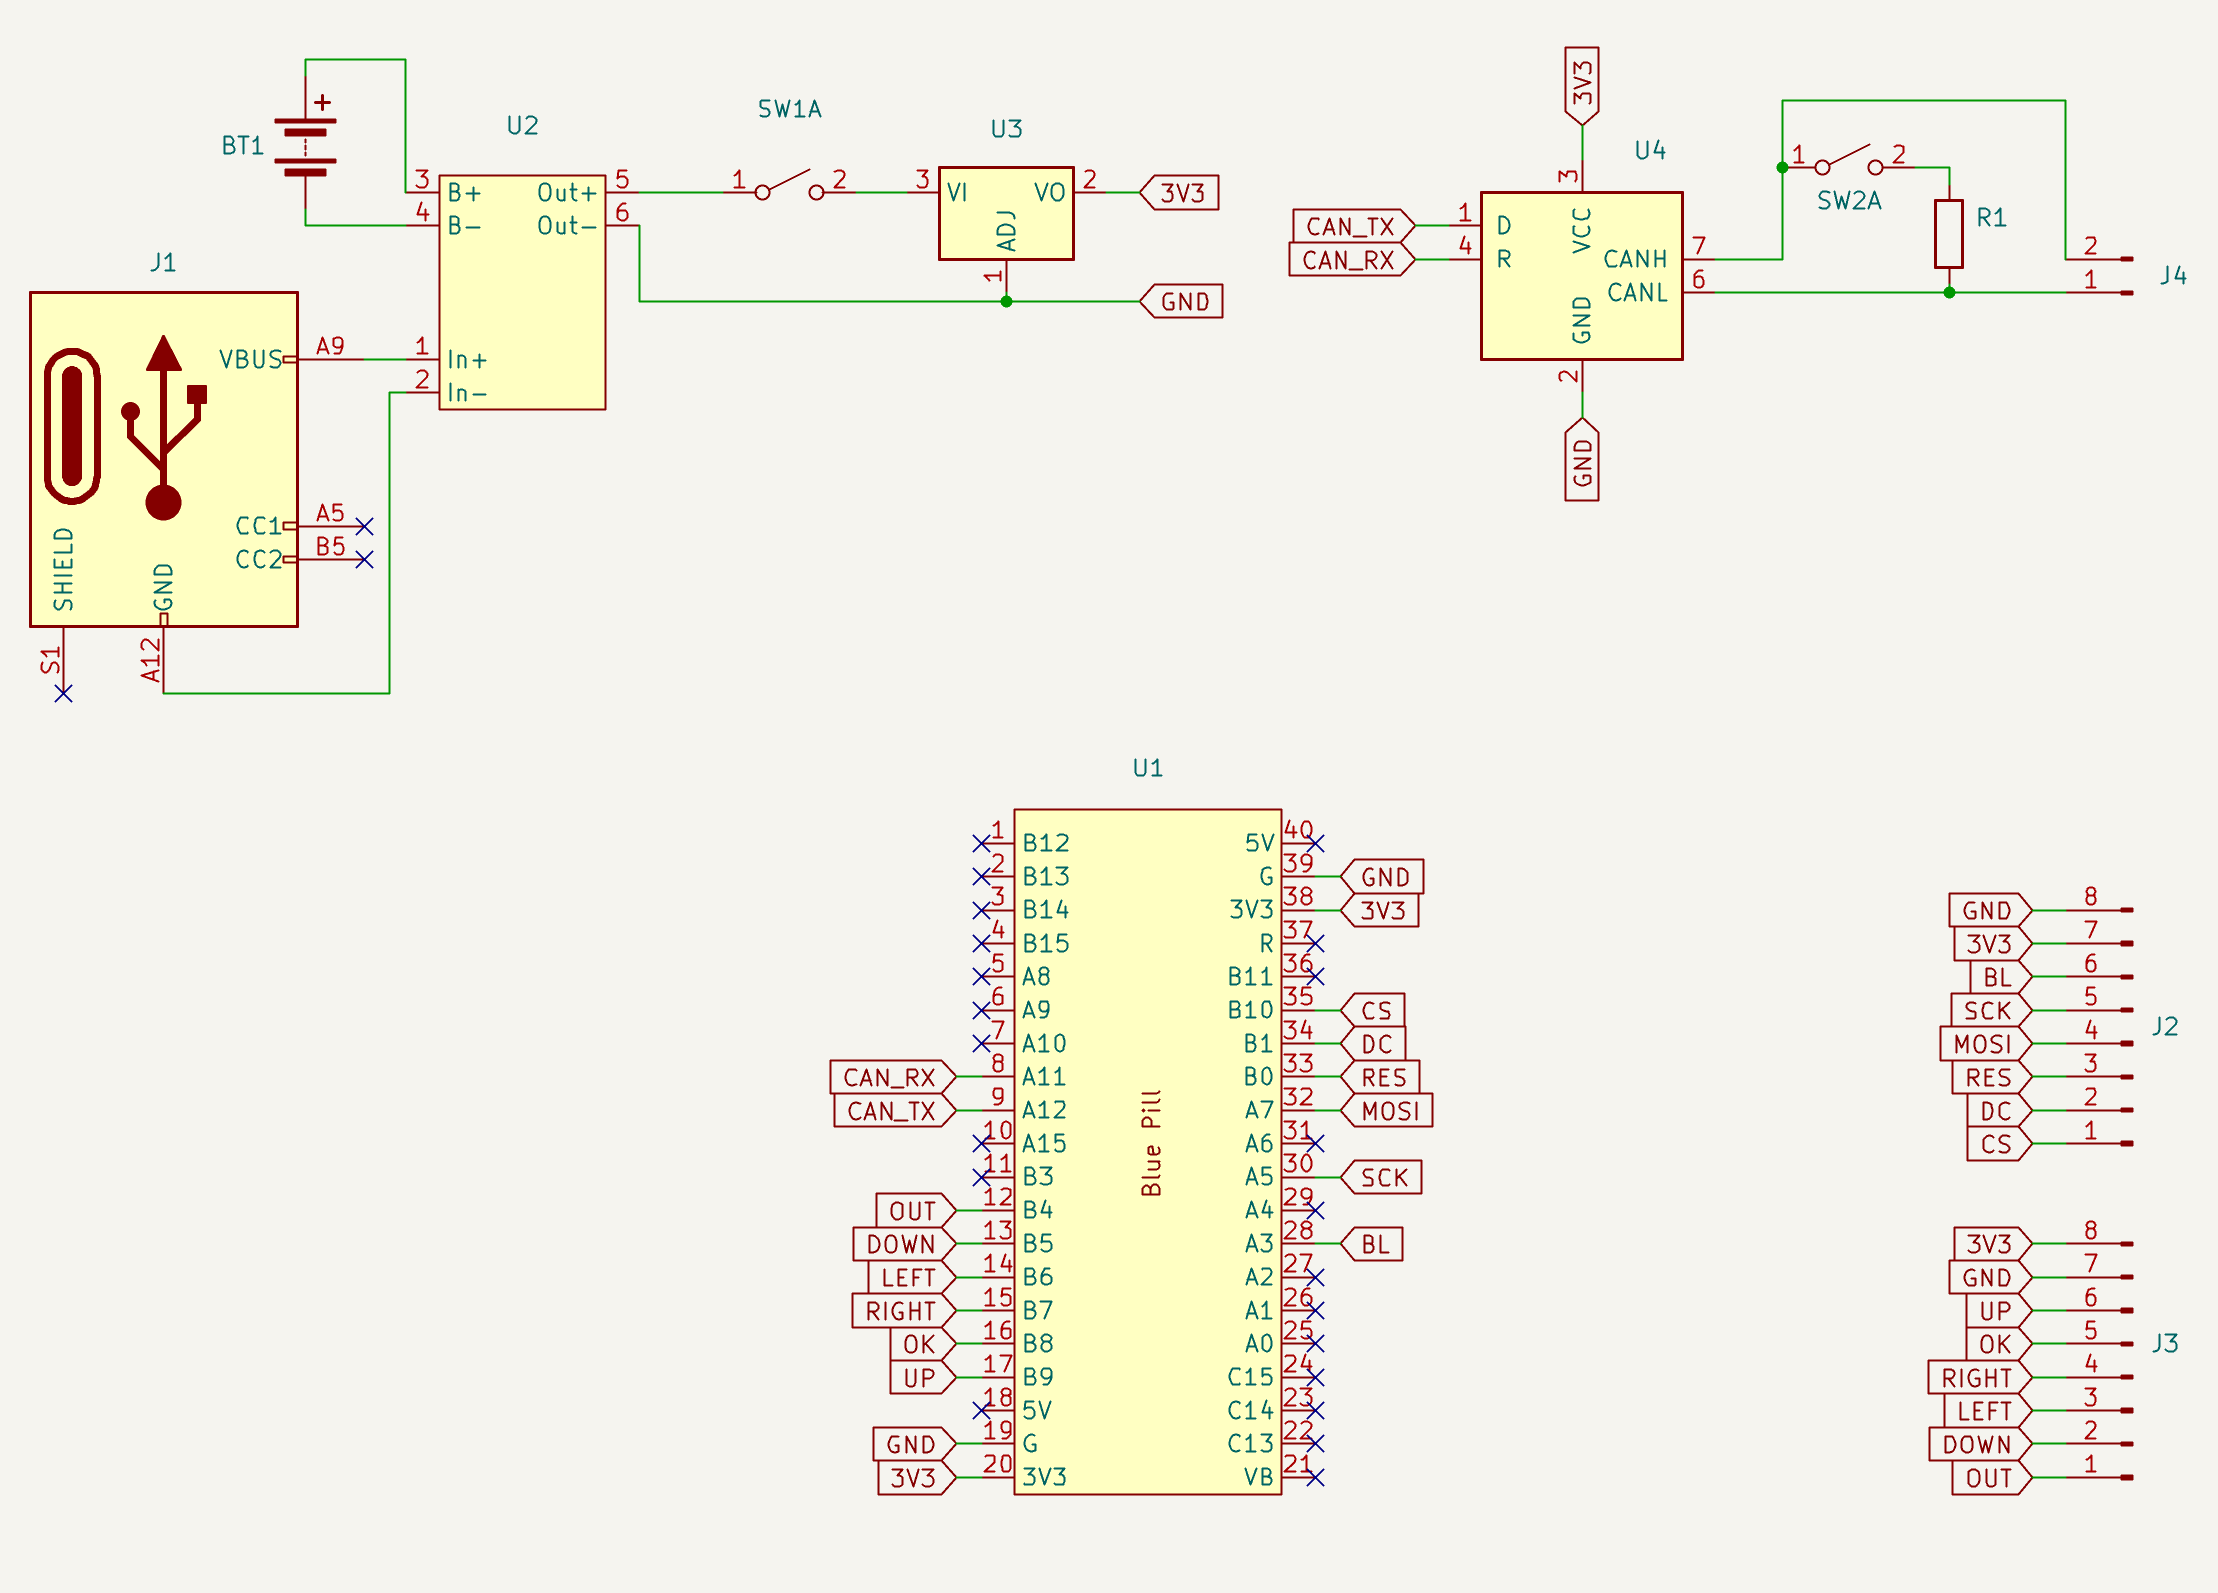 BT1
+
U2
3 B+ Out+ 5
4 B- Out- 6
1 In+
2 In-
SW1A
1 2
U3
3 VI VO 2
ADJ
1
3V3
GND
J1
VBUS A9
CC1 A5
CC2 B5
SHIELD
GND
S1
A12
3V3
U4
3
VCC
CAN_TX 1 D
CAN_RX 4 R
CANH 7
CANL 6
GND
2
GND
1 2
SW2A
R1
2
1
J4
U1
Blue Pill
1 B12
2 B13
3 B14
4 B15
5 A8
6 A9
7 A10
CAN_RX 8 A11
CAN_TX 9 A12
10 A15
11 B3
OUT 12 B4
DOWN 13 B5
LEFT 14 B6
RIGHT 15 B7
OK 16 B8
UP 17 B9
18 5V
GND 19 G
3V3 20 3V3
5V 40
G 39 GND
3V3 38 3V3
R 37
B11 36
B10 35 CS
B1 34 DC
B0 33 RES
A7 32 MOSI
A6 31
A5 30 SCK
A4 29
A3 28 BL
A2 27
A1 26
A0 25
C15 24
C14 23
C13 22
VB 21
GND 8
3V3 7
BL 6
SCK 5
MOSI 4
RES 3
DC 2
CS 1
J2
3V3 8
GND 7
UP 6
OK 5
RIGHT 4
LEFT 3
DOWN 2
OUT 1
J3